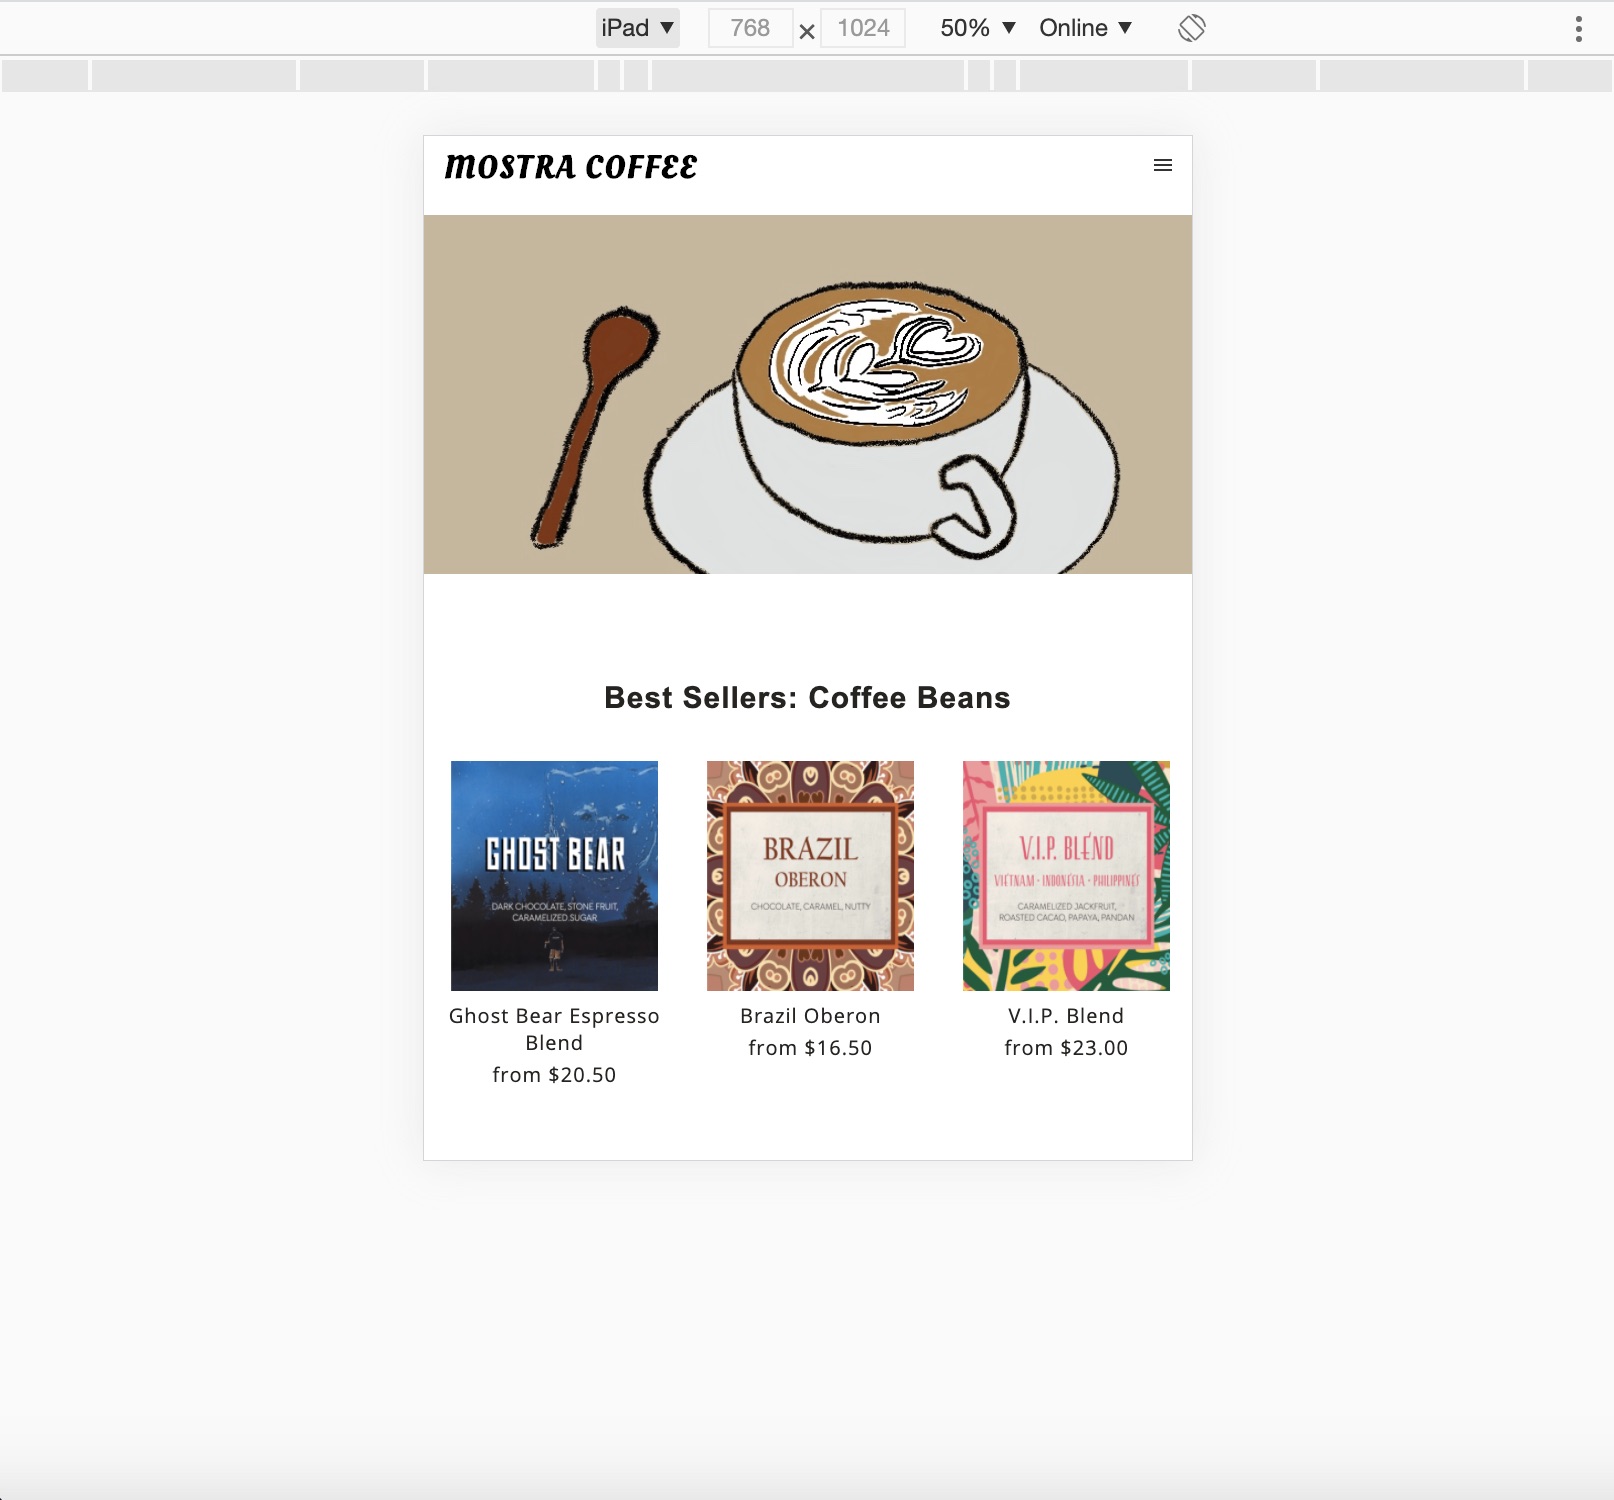 iPad ▼ 768 × 1024 50% ▼ Online ▼
MOSTRA COFFEE
Best Sellers: Coffee Beans
GHOST BEAR
DARK CHOCOLATE, STONE FRUIT,
CARAMELIZED SUGAR
BRAZIL
OBERON
CHOCOLATE, CARAMEL, NUTTY
V.I.P. BLEND
VIETNAM • INDONESIA • PHILIPPINES
CARAMELIZED JACKFRUIT,
ROASTED CACAO, PAPAYA, PANDAN
Ghost Bear Espresso
Blend
from $20.50
Brazil Oberon
from $16.50
V.I.P. Blend
from $23.00